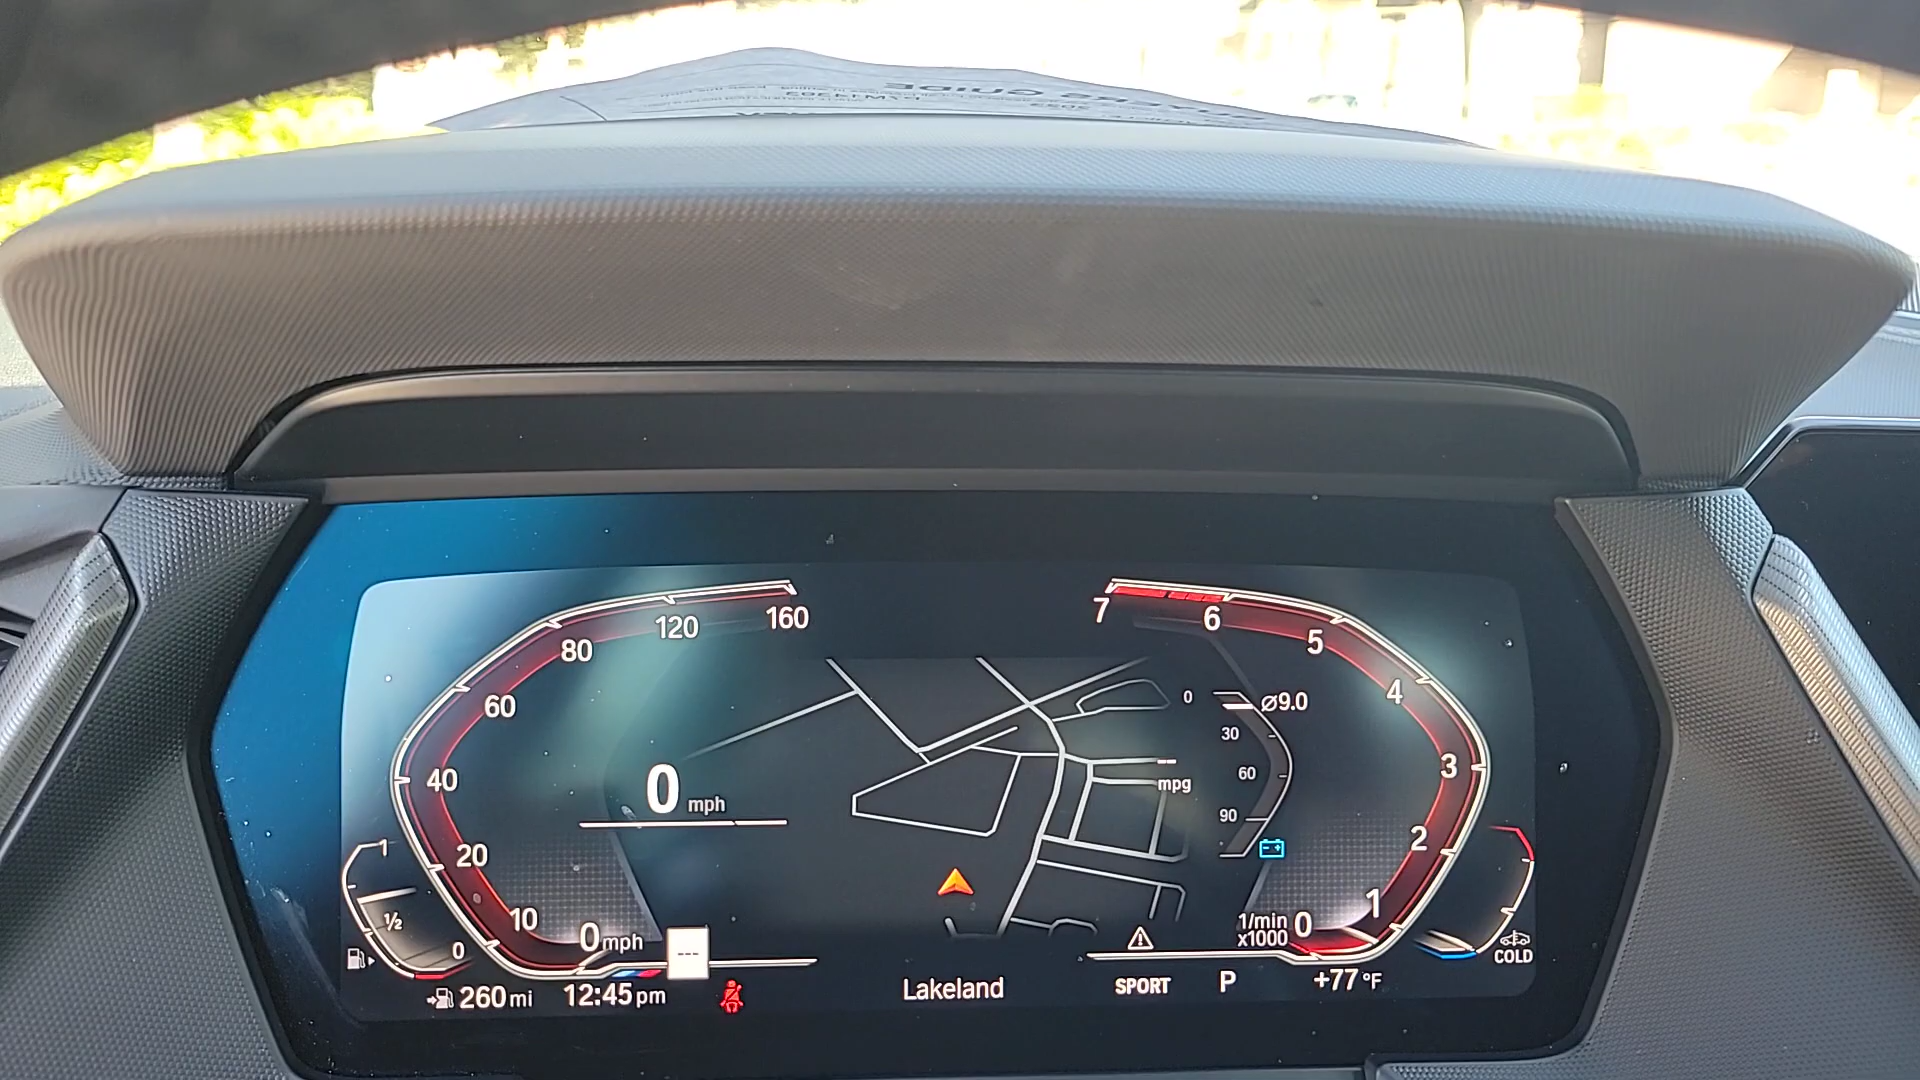 160
120
80
60
40
20
10
0 mph
0 mph
1
½
0
260 mi
12:45 pm
---
Lakeland
7
6
5
4
3
2
1
0
1/min
x1000
0
30
60
90
⌀9.0
--
mpg
SPORT
P
+77 °F
COLD